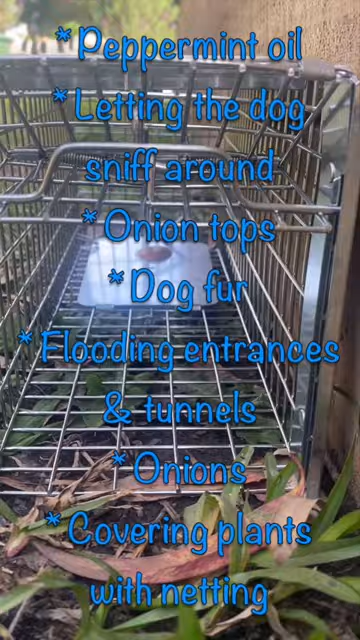 * Peppermint oil
* Letting the dog
sniff around
* Onion tops
* Dog fur
* Flooding entrances
& tunnels
* Onions
* Covering plants
with netting